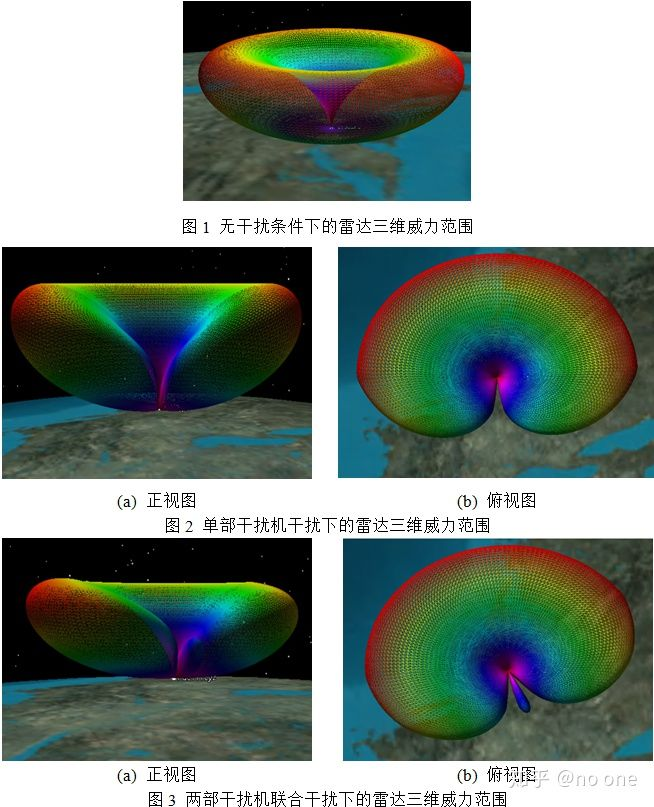 图 1 无干扰条件下的雷达三维威力范围
(a) 正视图
(b) 俯视图
图 2 单部干扰机干扰下的雷达三维威力范围
(a) 正视图
(b) 俯视图
知乎 @no one
图 3 两部干扰机联合干扰下的雷达三维威力范围